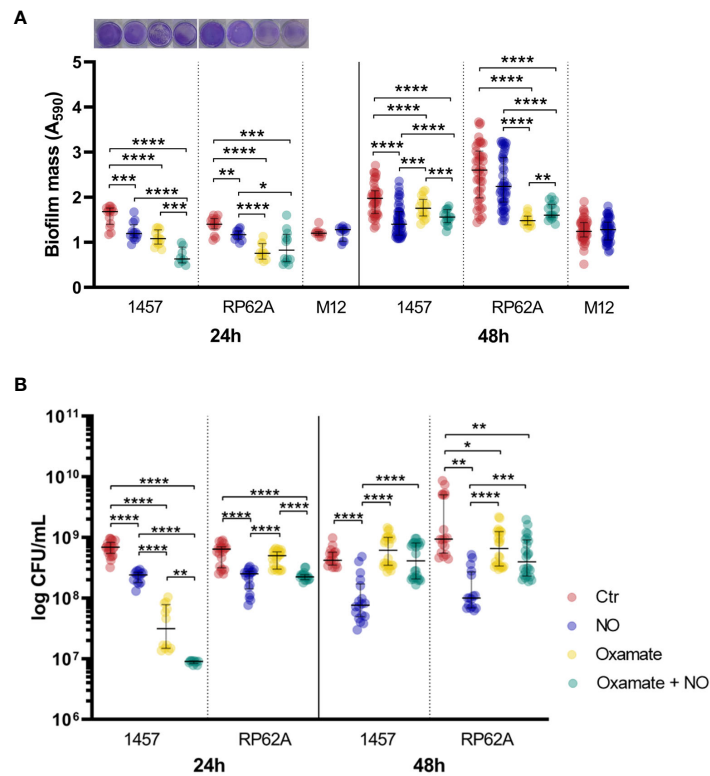 A
Biofilm mass (A590)
5
4
3
2
1
0
**** **** *** **** ***
*** **** ** * ****
**** **** **** **** *** ***
**** **** **** **** **
1457 RP62A M12 1457 RP62A M12
24h 48h
B
log CFU/mL
10^11
10^10
10^9
10^8
10^7
10^6
**** **** **** **** **** **
**** **** **** ****
**** **** ****
** * ** *** ****
Ctr
NO
Oxamate
Oxamate + NO
1457 RP62A 1457 RP62A
24h 48h